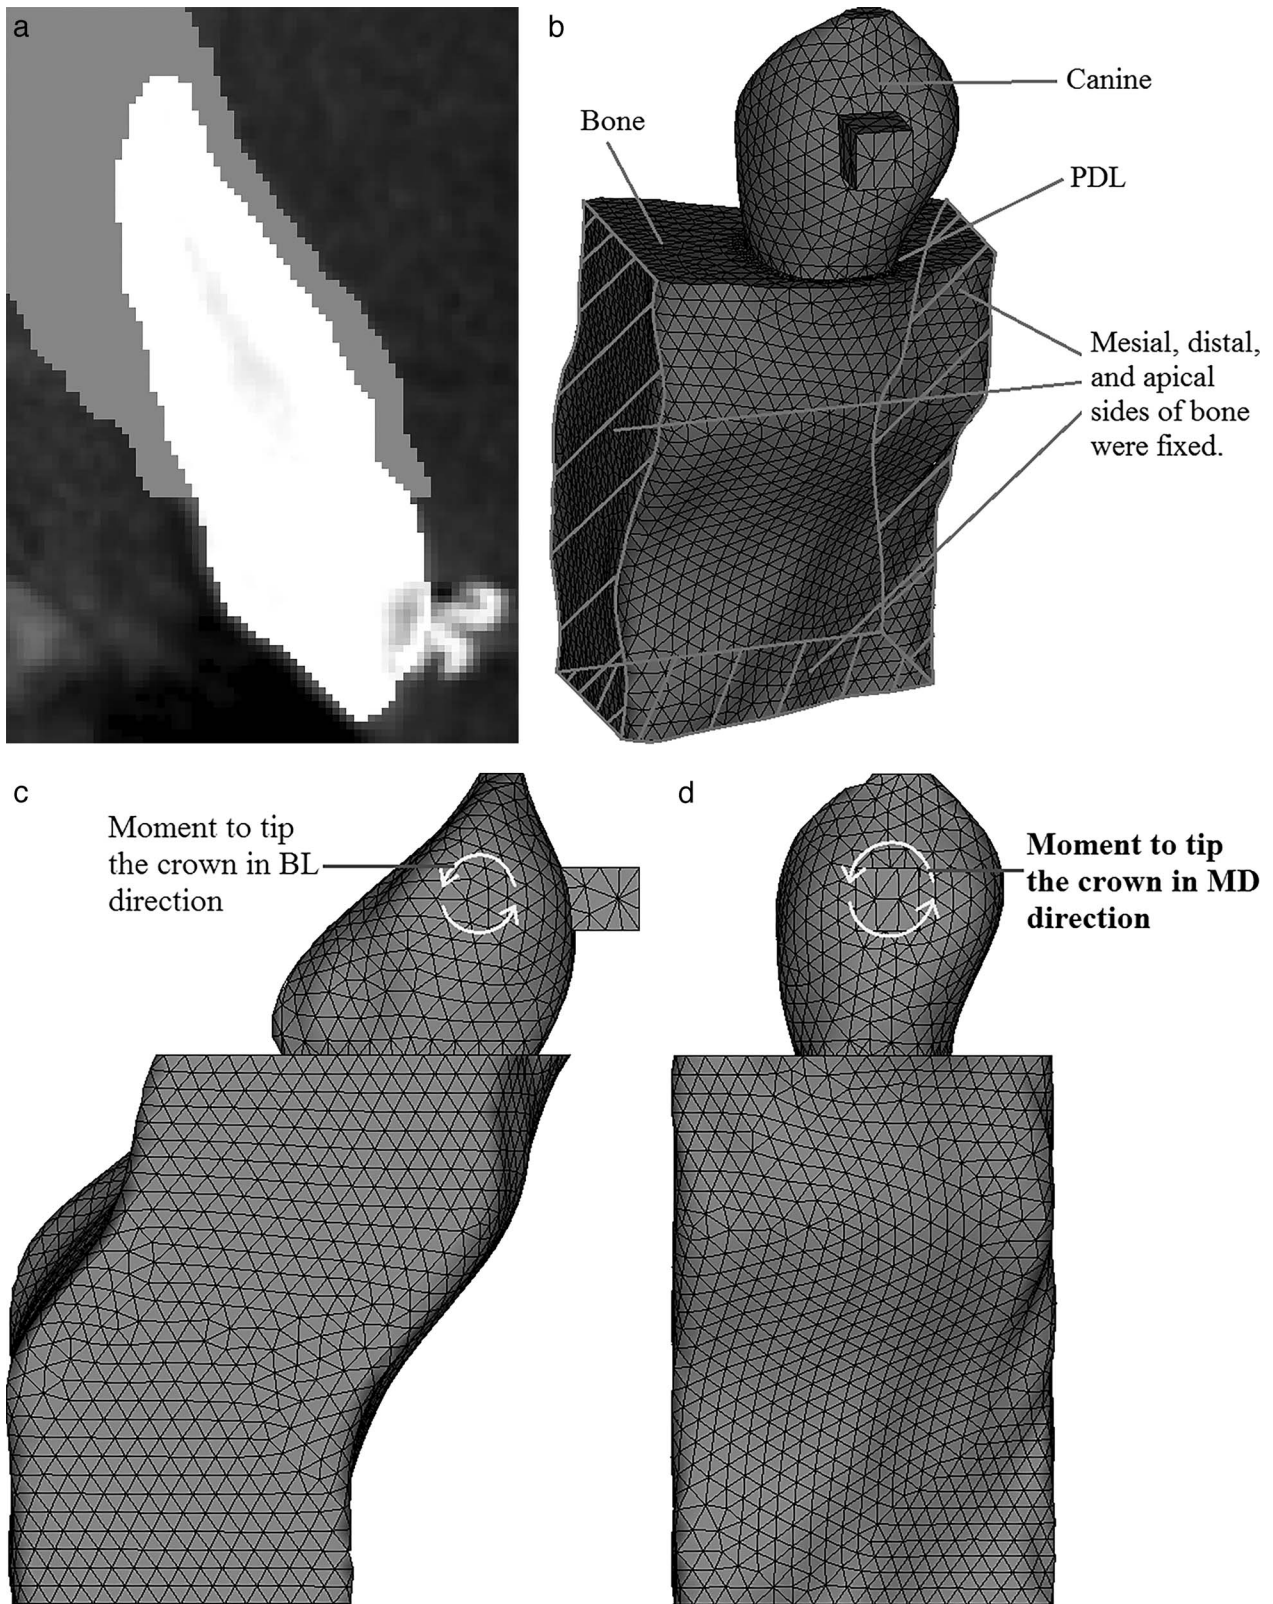 a
b
Canine
Bone
PDL
Mesial, distal,
and apical
sides of bone
were fixed.
c
Moment to tip
the crown in BL
direction
d
Moment to tip
the crown in MD
direction